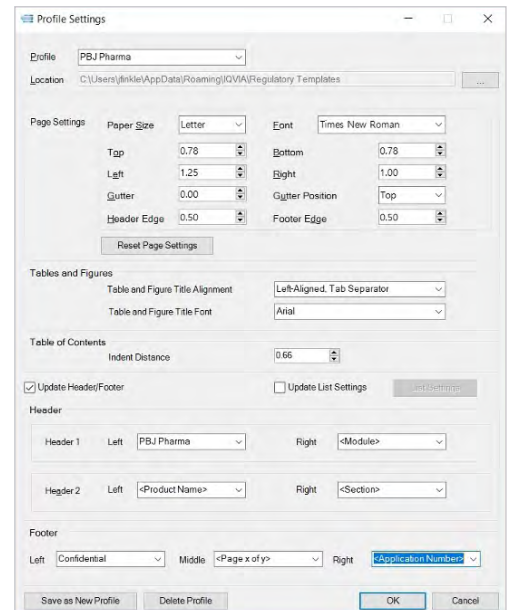 Profile Settings
Profile PBJ Pharma
Location C:\Users\jfinkle\AppData\Roaming\IQVIA\Regulatory Templates ...
Page Settings Paper Size Letter Font Times New Roman
Top 0.78 Bottom 0.78
Left 1.25 Right 1.00
Gutter 0.00 Gutter Position Top
Header Edge 0.50 Footer Edge 0.50
Reset Page Settings
Tables and Figures
Table and Figure Title Alignment Left-Aligned, Tab Separator
Table and Figure Title Font Arial
Table of Contents
Indent Distance 0.66
Update Header/Footer Update List Settings List Settings
Header
Header 1 Left PBJ Pharma Right <Module>
Header 2 Left <Product Name> Right <Section>
Footer
Left Confidential Middle <Page x of y> Right <Application Number>
Save as New Profile Delete Profile OK Cancel